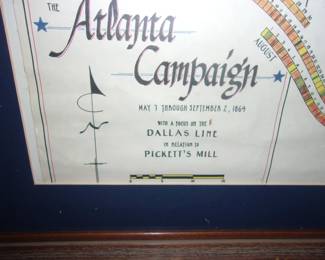 THE
Atlanta
Campaign
AUGUST
MAY 7 THROUGH SEPTEMBER 2, 1864
WITH A FOCUS ON THE
DALLAS LINE
IN RELATION TO
PICKETT'S MILL